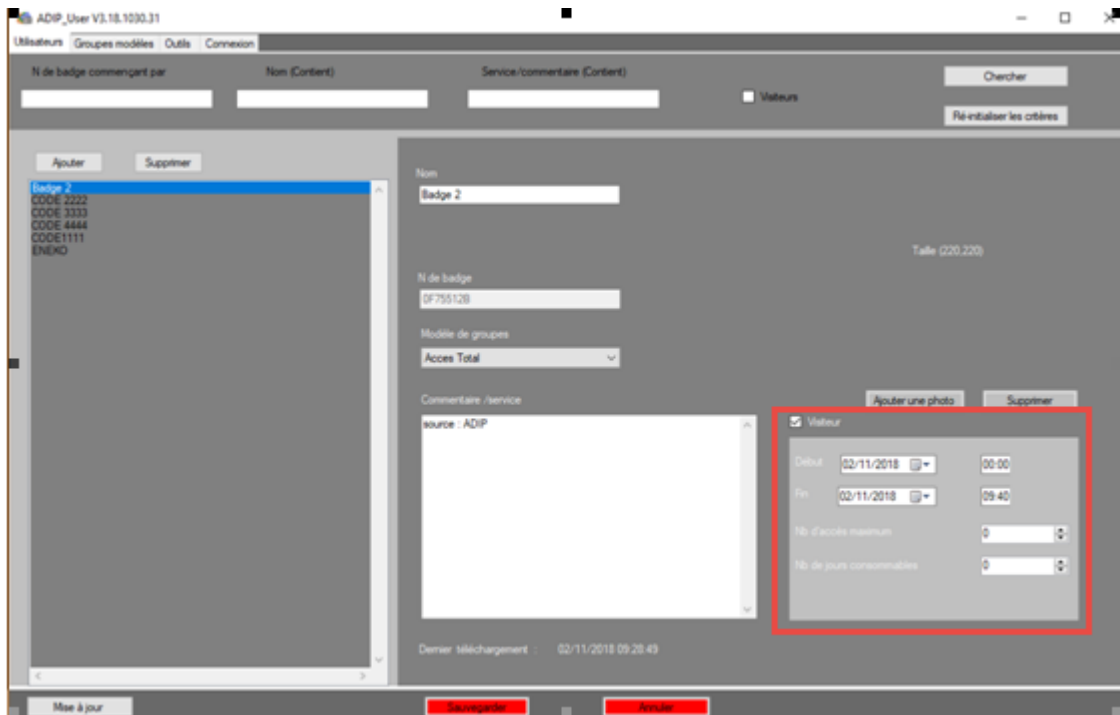 ADIP_User V3.18.1030.31
Utilisateurs Groupes modèles Outils Connexion
N de badge commençant par Nom (Contient) Service/commentaire (Contient)
Visiteurs
Chercher
Ré-initialiser les critères
Ajouter Supprimer
Badge 2
CODE 2222
CODE 3333
CODE 4444
CODE1111
ENEKO
Nom
Badge 2
Taille (220,220)
N de badge
0F75512B
Modèle de groupes
Acces Total
Commentaire /service
source : ADIP
Ajouter une photo Supprimer
Visiteur
Début 02/11/2018 00:00
Fin 02/11/2018 09:40
Nb d'accès maximum 0
Nb de jours consommables 0
Dernier téléchargement : 02/11/2018 09:28:49
Mise à jour Sauvegarder Annuler